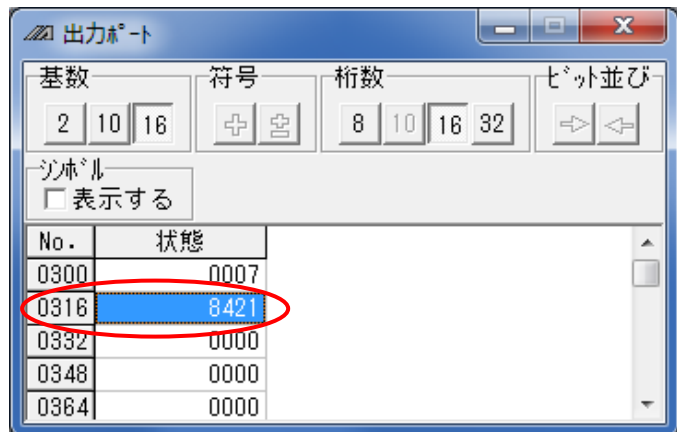 出力ﾎﾟｰﾄ
基数 符号 桁数 ﾋﾞｯﾄ並び
2 10 16 8 10 16 32
ｼﾝﾎﾞﾙ
表示する
No. 状態
0300 0007
0316 8421
0332 0000
0348 0000
0364 0000